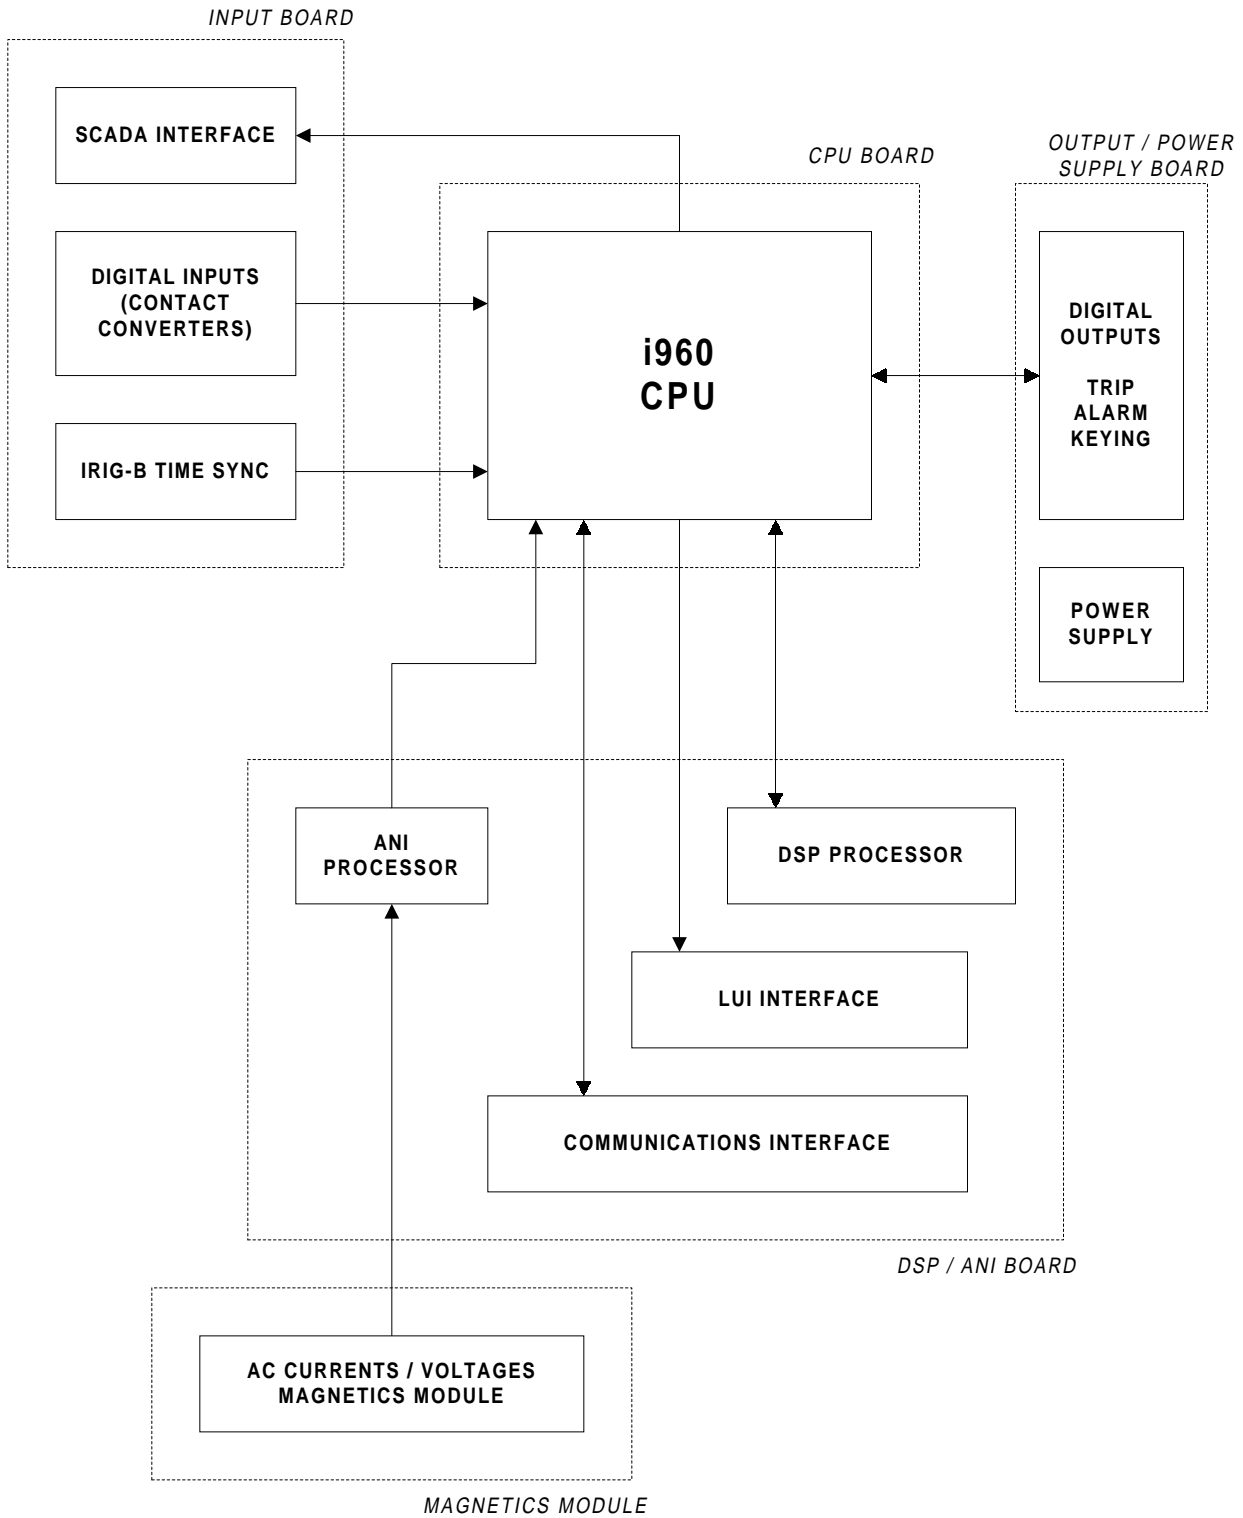 INPUT BOARD
SCADA INTERFACE
DIGITAL INPUTS
(CONTACT
CONVERTERS)
IRIG-B TIME SYNC
CPU BOARD
i960
CPU
OUTPUT / POWER
SUPPLY BOARD
DIGITAL
OUTPUTS
TRIP
ALARM
KEYING
POWER
SUPPLY
ANI
PROCESSOR
DSP PROCESSOR
LUI INTERFACE
COMMUNICATIONS INTERFACE
DSP / ANI BOARD
AC CURRENTS / VOLTAGES
MAGNETICS MODULE
MAGNETICS MODULE